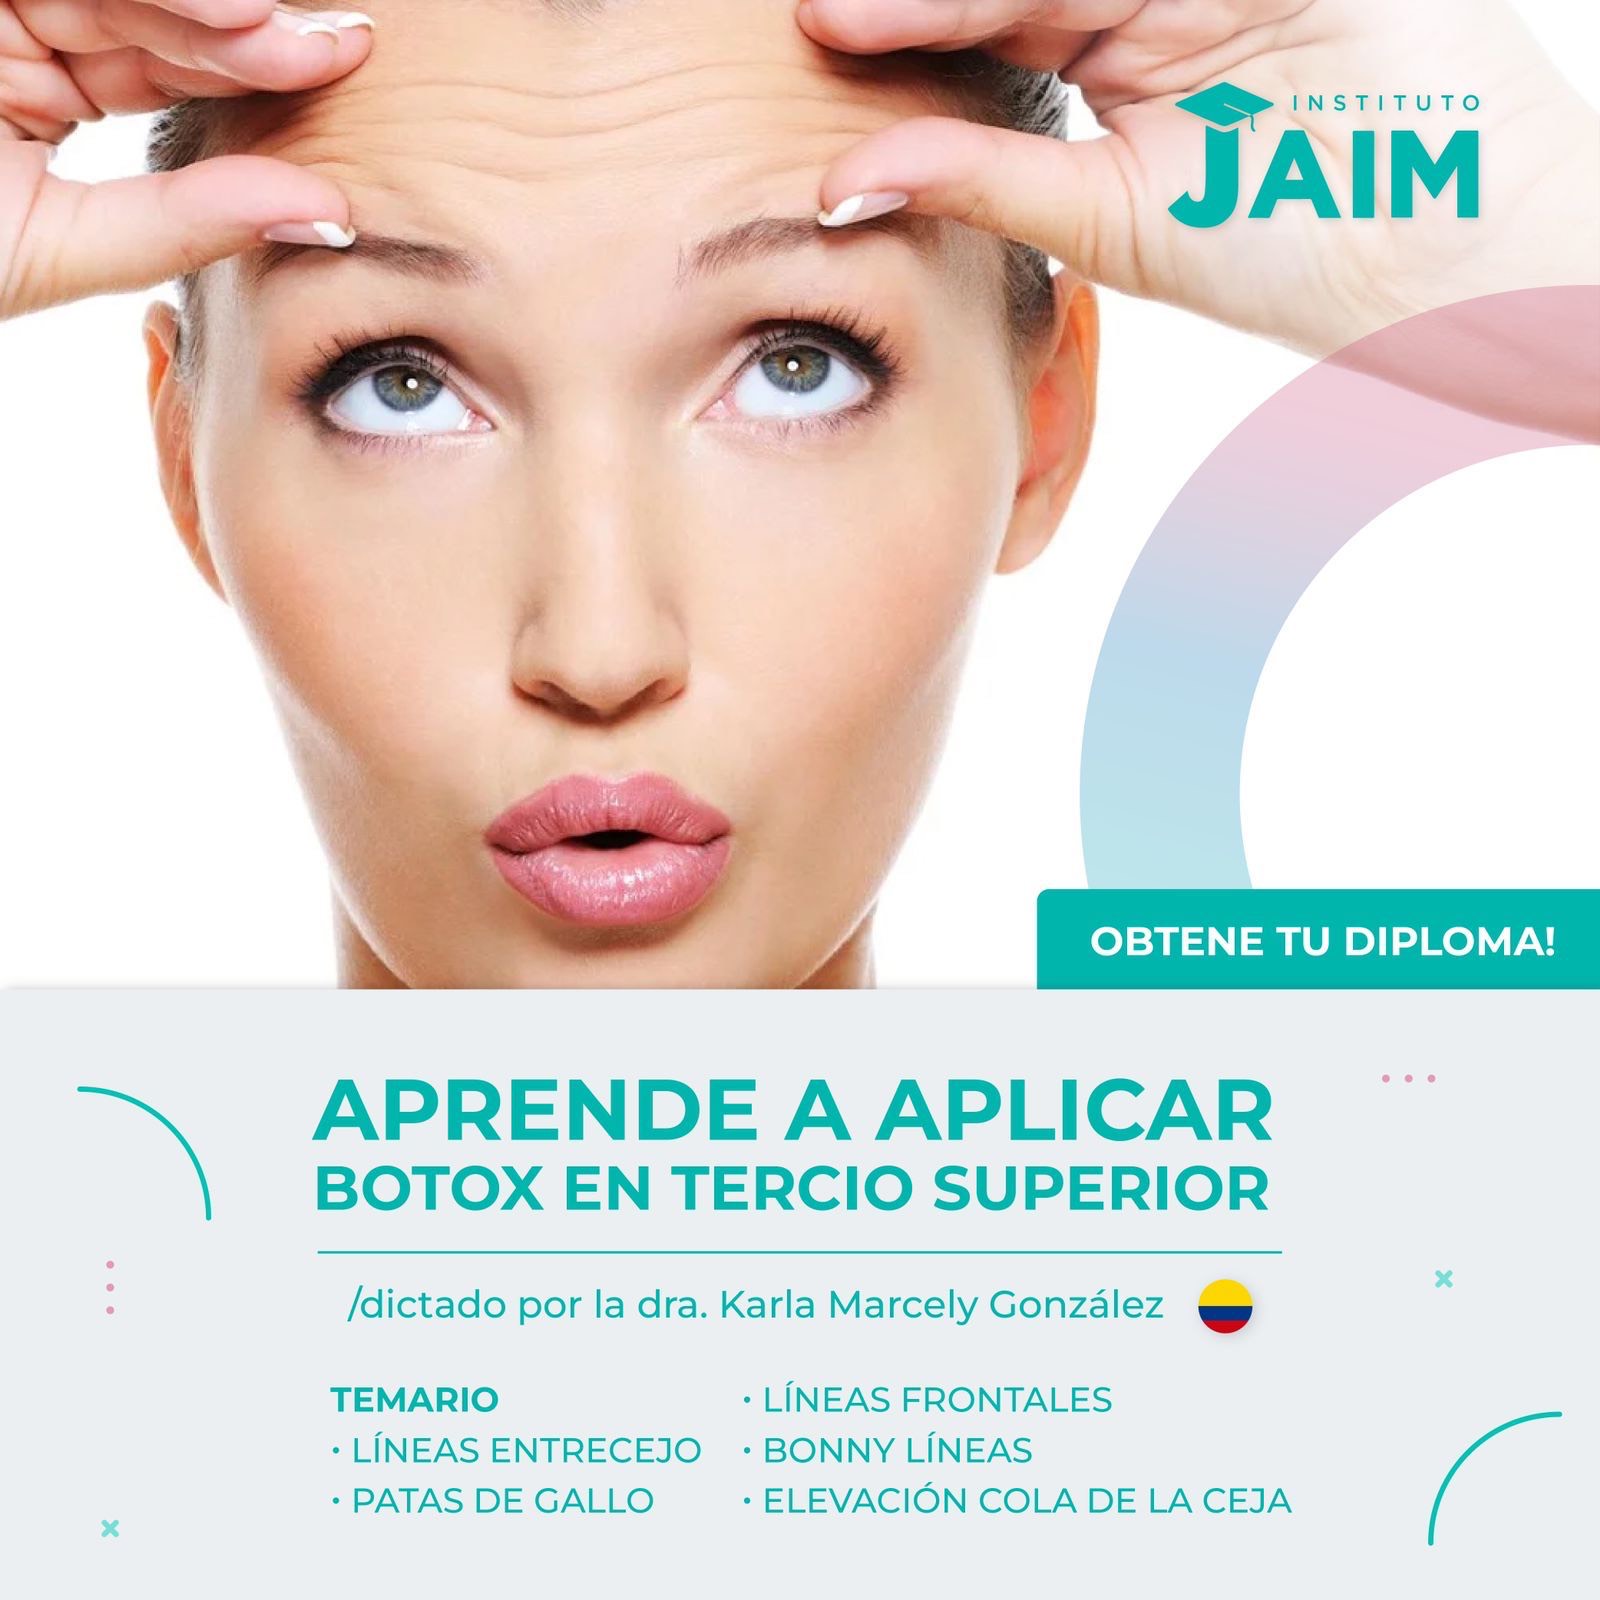 INSTITUTO
JAIM
OBTENE TU DIPLOMA!
APRENDE A APLICAR
BOTOX EN TERCIO SUPERIOR
/dictado por la dra. Karla Marcely González
TEMARIO
• LÍNEAS ENTRECEJO
• PATAS DE GALLO
• LÍNEAS FRONTALES
• BONNY LÍNEAS
• ELEVACIÓN COLA DE LA CEJA